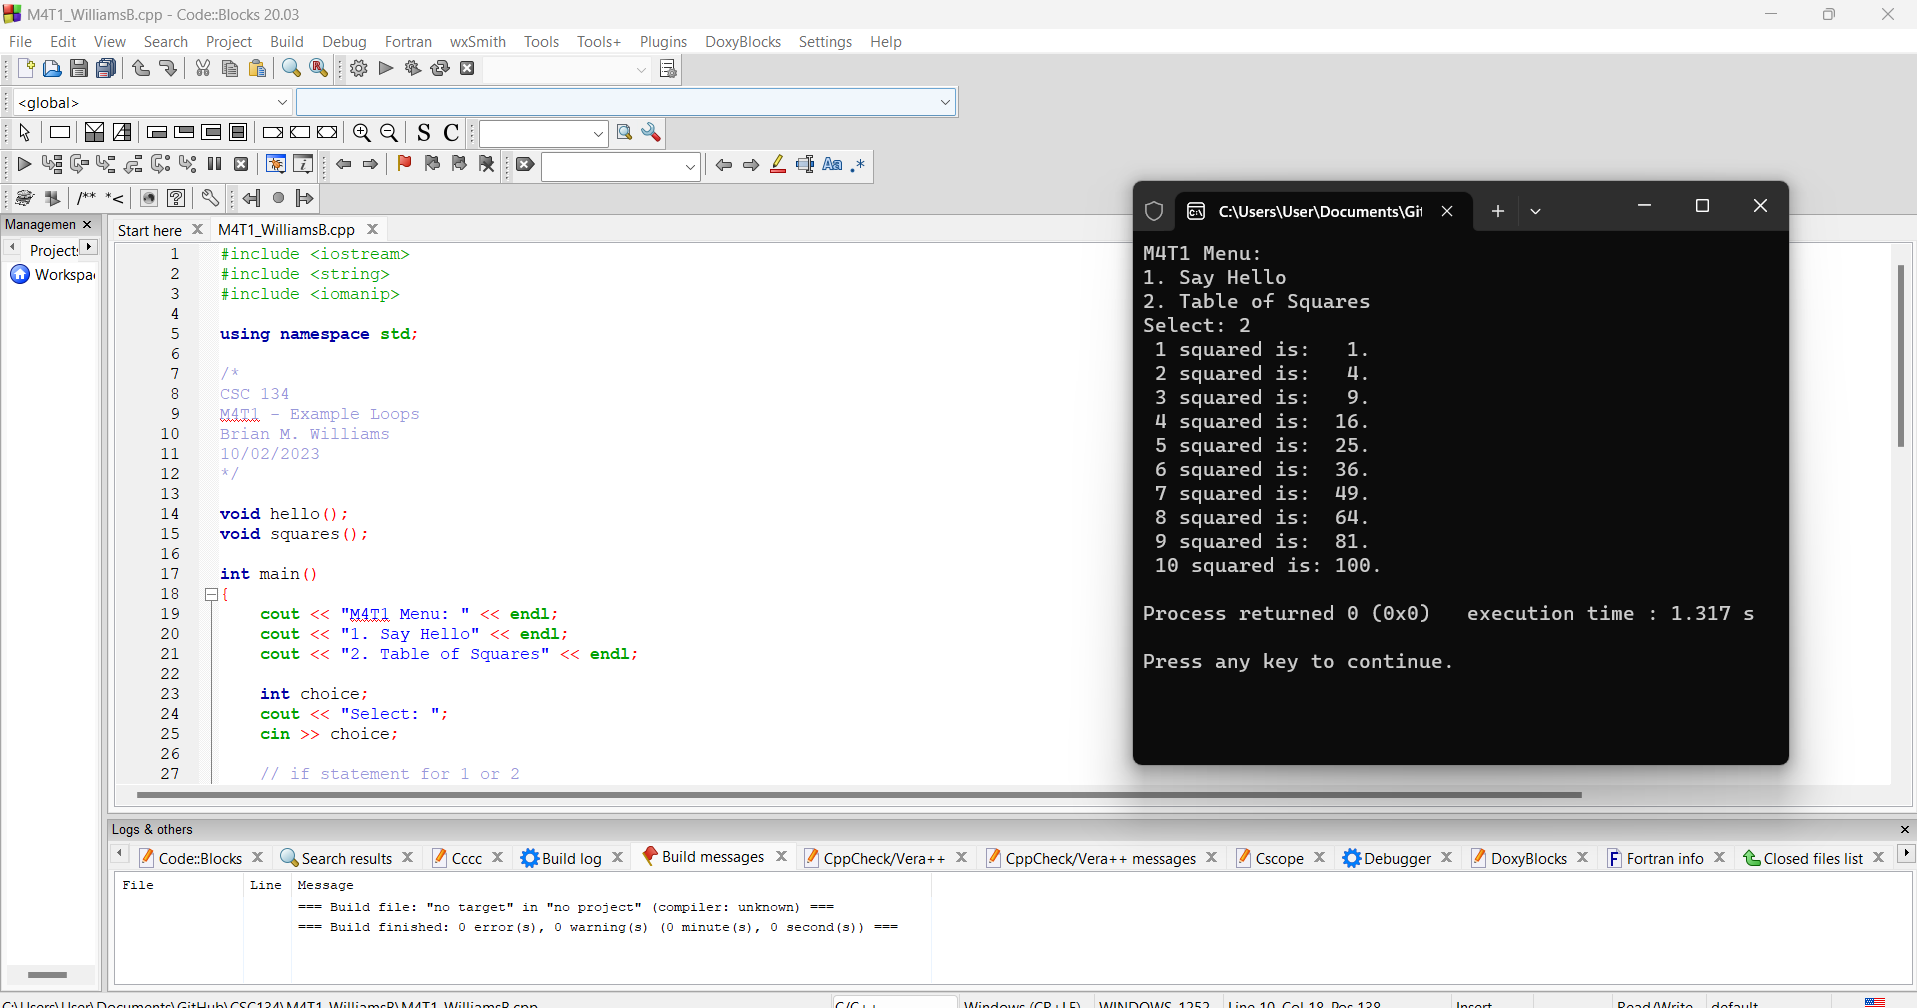 M4T1_WilliamsB.cpp - Code::Blocks 20.03
File Edit View Search Project Build Debug Fortran wxSmith Tools Tools+ Plugins DoxyBlocks Settings Help
<global>
S C
Aa .*
/** *<
Managemen
Projects
Workspa
Start here
M4T1_WilliamsB.cpp
1 #include <iostream>
2 #include <string>
3 #include <iomanip>
4
5 using namespace std;
6
7 /*
8 CSC 134
9 M4T1 - Example Loops
10 Brian M. Williams
11 10/02/2023
12 */
13
14 void hello();
15 void squares();
16
17 int main()
18 {
19 cout << "M4T1 Menu: " << endl;
20 cout << "1. Say Hello" << endl;
21 cout << "2. Table of Squares" << endl;
22
23 int choice;
24 cout << "Select: ";
25 cin >> choice;
26
27 // if statement for 1 or 2
C:\Users\User\Documents\Git
M4T1 Menu:
1. Say Hello
2. Table of Squares
Select: 2
1 squared is: 1.
2 squared is: 4.
3 squared is: 9.
4 squared is: 16.
5 squared is: 25.
6 squared is: 36.
7 squared is: 49.
8 squared is: 64.
9 squared is: 81.
10 squared is: 100.
Process returned 0 (0x0) execution time : 1.317 s
Press any key to continue.
Logs & others
Code::Blocks Search results Cccc Build log Build messages CppCheck/Vera++ CppCheck/Vera++ messages Cscope Debugger DoxyBlocks Fortran info Closed files list
File Line Message
=== Build file: "no target" in "no project" (compiler: unknown) ===
=== Build finished: 0 error(s), 0 warning(s) (0 minute(s), 0 second(s)) ===
C:\Users\User\Documents\GitHub\CSC134\M4T1_WilliamsB\M4T1_WilliamsB.cpp C/C++ Windows (CR+LF) WINDOWS-1252 Line 10, Col 18, Pos 138 Insert Read/Write default